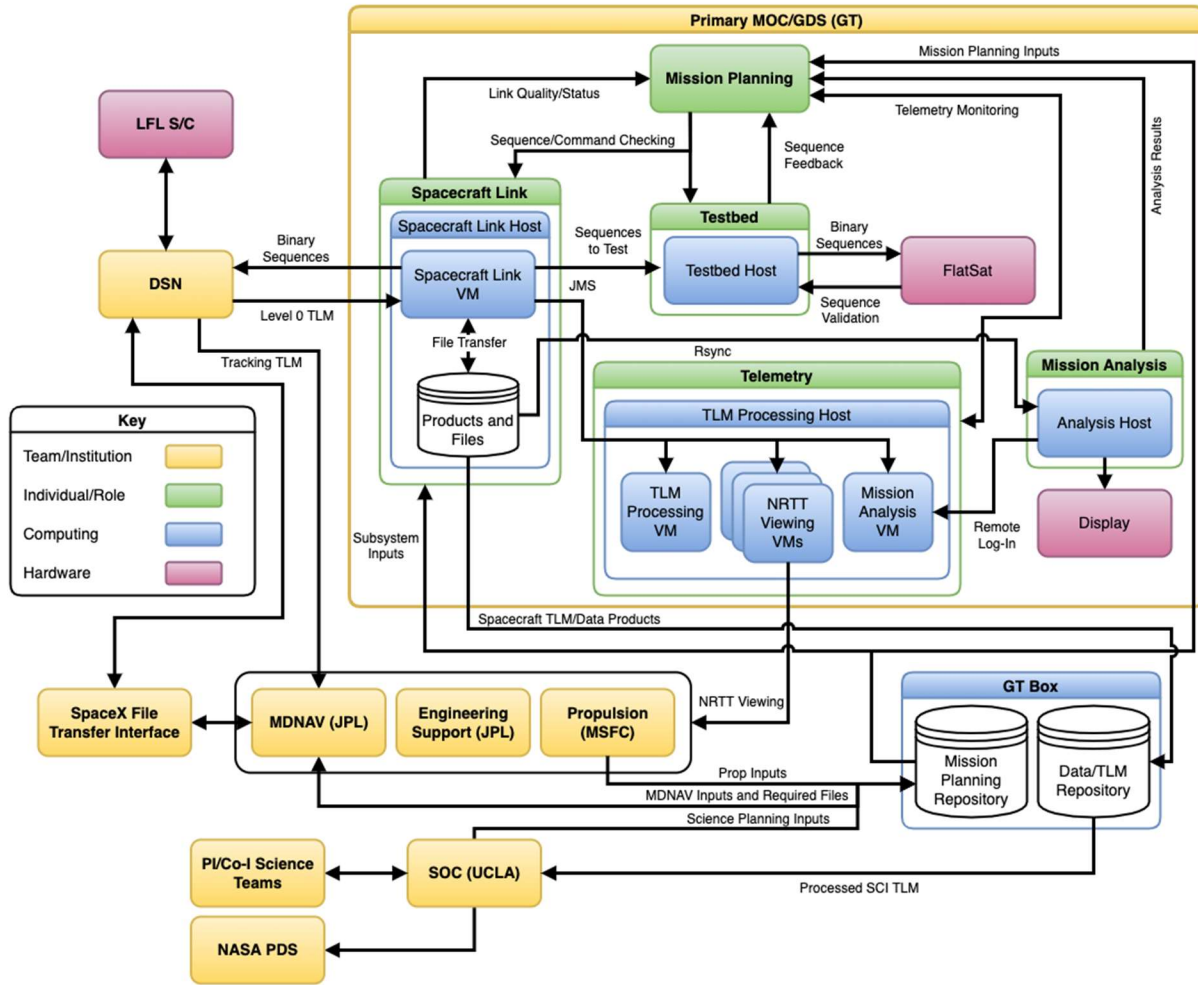 Primary MOC/GDS (GT)
Mission Planning Inputs
Mission Planning
Link Quality/Status
Telemetry Monitoring
LFL S/C
Sequence/Command Checking
Sequence
Feedback
Analysis Results
Spacecraft Link
Testbed
Spacecraft Link Host
Binary
Sequences
Sequences
to Test
Binary
Sequences
DSN
Spacecraft Link
VM
Testbed Host
FlatSat
JMS
Level 0 TLM
Sequence
Validation
File Transfer
Rsync
Tracking TLM
Mission Analysis
Telemetry
Products and
Files
TLM Processing Host
Analysis Host
Key
Team/Institution
Individual/Role
Computing
Hardware
TLM
Processing
VM
NRTT
Viewing
VMs
Mission
Analysis
VM
Remote
Log-In
Display
Subsystem
Inputs
Spacecraft TLM/Data Products
GT Box
SpaceX File
Transfer Interface
MDNAV (JPL)
Engineering
Support (JPL)
Propulsion
(MSFC)
NRTT Viewing
Mission
Planning
Repository
Data/TLM
Repository
Prop Inputs
MDNAV Inputs and Required Files
Science Planning Inputs
PI/Co-I Science
Teams
SOC (UCLA)
Processed SCI TLM
NASA PDS